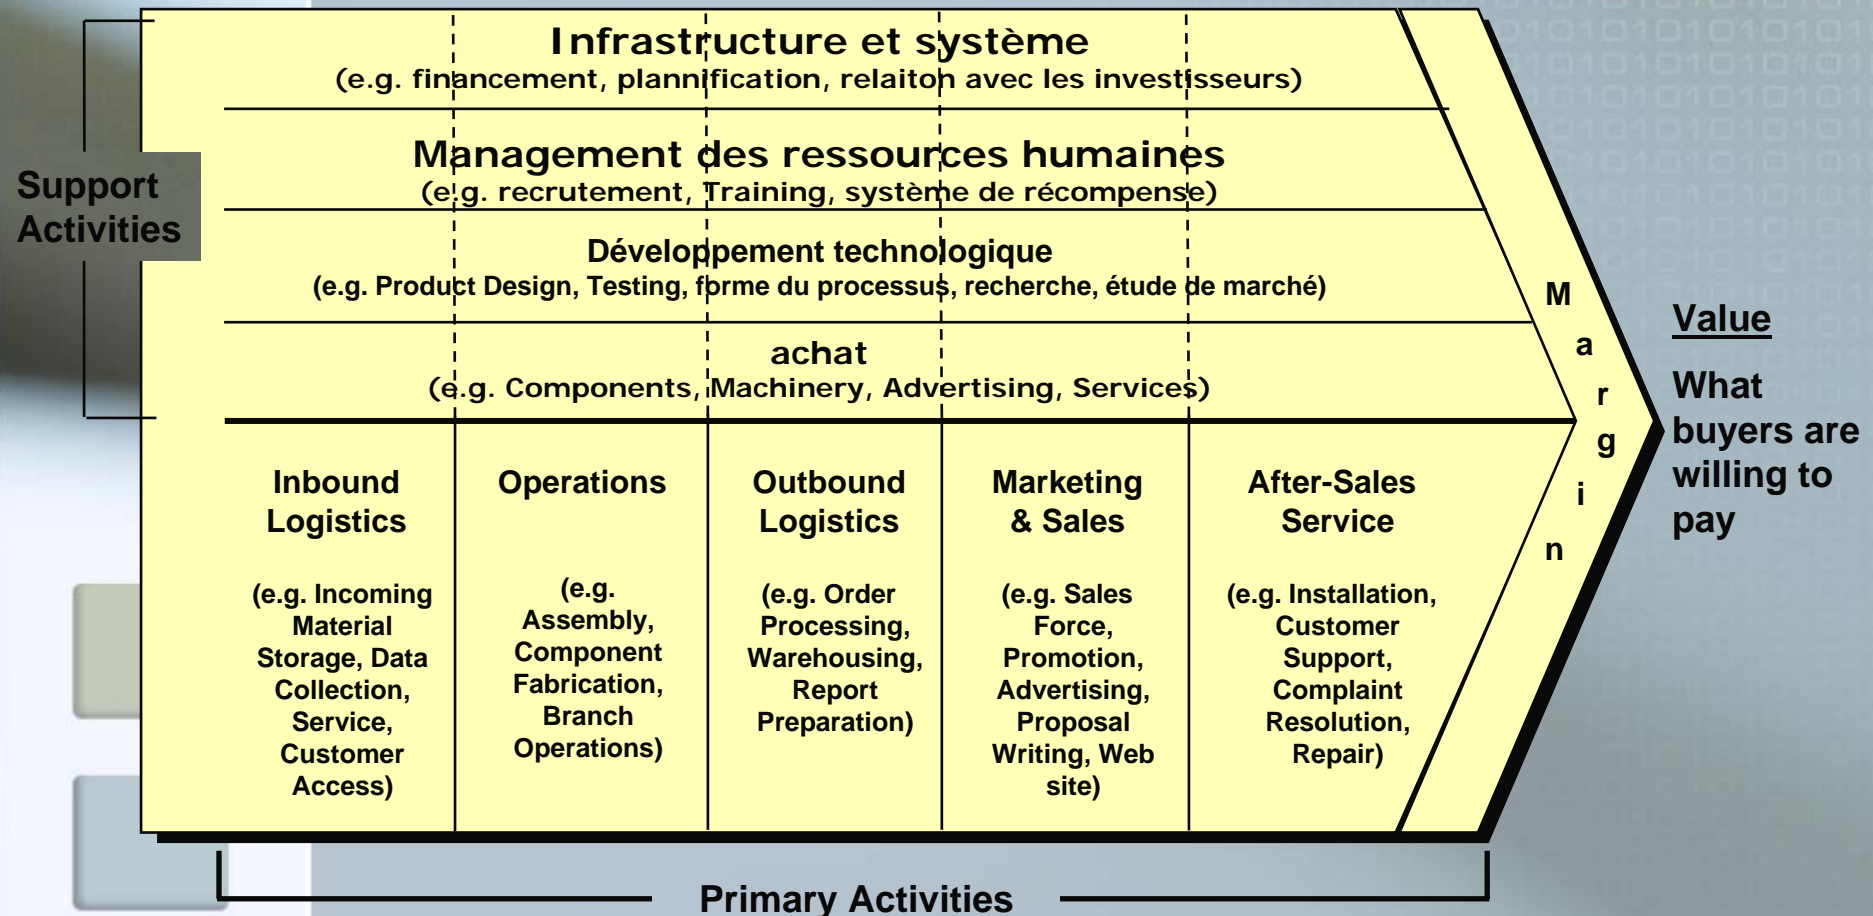 Support
Activities
Infrastructure et système
(e.g. financement, plannification, relaiton avec les investisseurs)
Management des ressources humaines
(e.g. recrutement, Training, système de récompense)
Développement technologique
(e.g. Product Design, Testing, forme du processus, recherche, étude de marché)
achat
(e.g. Components, Machinery, Advertising, Services)
Inbound
Logistics
(e.g. Incoming
Material
Storage, Data
Collection,
Service,
Customer
Access)
Operations
(e.g.
Assembly,
Component
Fabrication,
Branch
Operations)
Outbound
Logistics
(e.g. Order
Processing,
Warehousing,
Report
Preparation)
Marketing
& Sales
(e.g. Sales
Force,
Promotion,
Advertising,
Proposal
Writing, Web
site)
After-Sales
Service
(e.g. Installation,
Customer
Support,
Complaint
Resolution,
Repair)
Margin
Value
What
buyers are
willing to
pay
Primary Activities